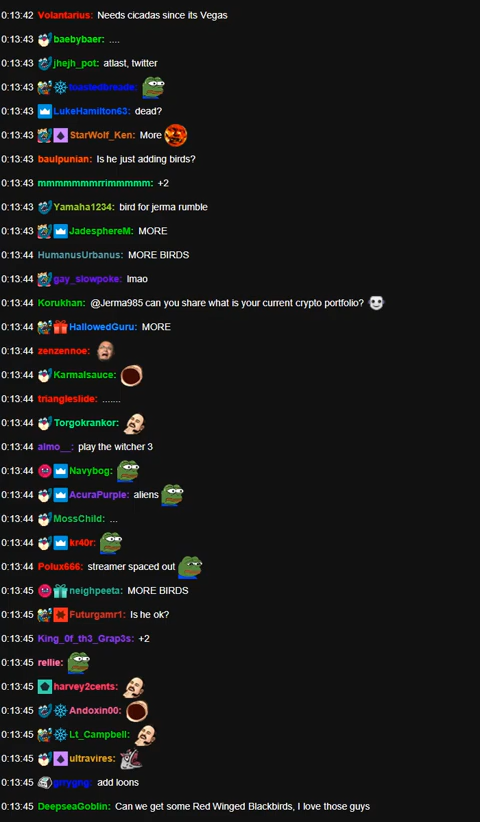 0:13:42 Volantarius: Needs cicadas since its Vegas
0:13:43 baebybaer: ....
0:13:43 jhejh_pot: atlast, twitter
0:13:43 toastedbreade:
0:13:43 LukeHamilton63: dead?
0:13:43 StarWolf_Ken: More
0:13:43 baulpunian: Is he just adding birds?
0:13:43 mmmmmmmrrimmmmm: +2
0:13:43 Yamaha1234: bird for jerma rumble
0:13:43 JadesphereM: MORE
0:13:44 HumanusUrbanus: MORE BIRDS
0:13:44 gay_slowpoke: lmao
0:13:44 Korukhan: @Jerma985 can you share what is your current crypto portfolio?
0:13:44 HallowedGuru: MORE
0:13:44 zenzennoe:
0:13:44 Karmalsauce:
0:13:44 triangleslide: .......
0:13:44 Torgokrankor:
0:13:44 almo__: play the witcher 3
0:13:44 Navybog:
0:13:44 AcuraPurple: aliens
0:13:44 MossChild: ...
0:13:44 kr40r:
0:13:44 Polux666: streamer spaced out
0:13:45 neighpeeta: MORE BIRDS
0:13:45 Futurgamr1: Is he ok?
0:13:45 King_0f_th3_Grap3s: +2
0:13:45 rellie:
0:13:45 harvey2cents:
0:13:45 Andoxin00:
0:13:45 Lt_Campbell:
0:13:45 ultravires:
0:13:45 grrygng: add loons
0:13:45 DeepseaGoblin: Can we get some Red Winged Blackbirds, I love those guys